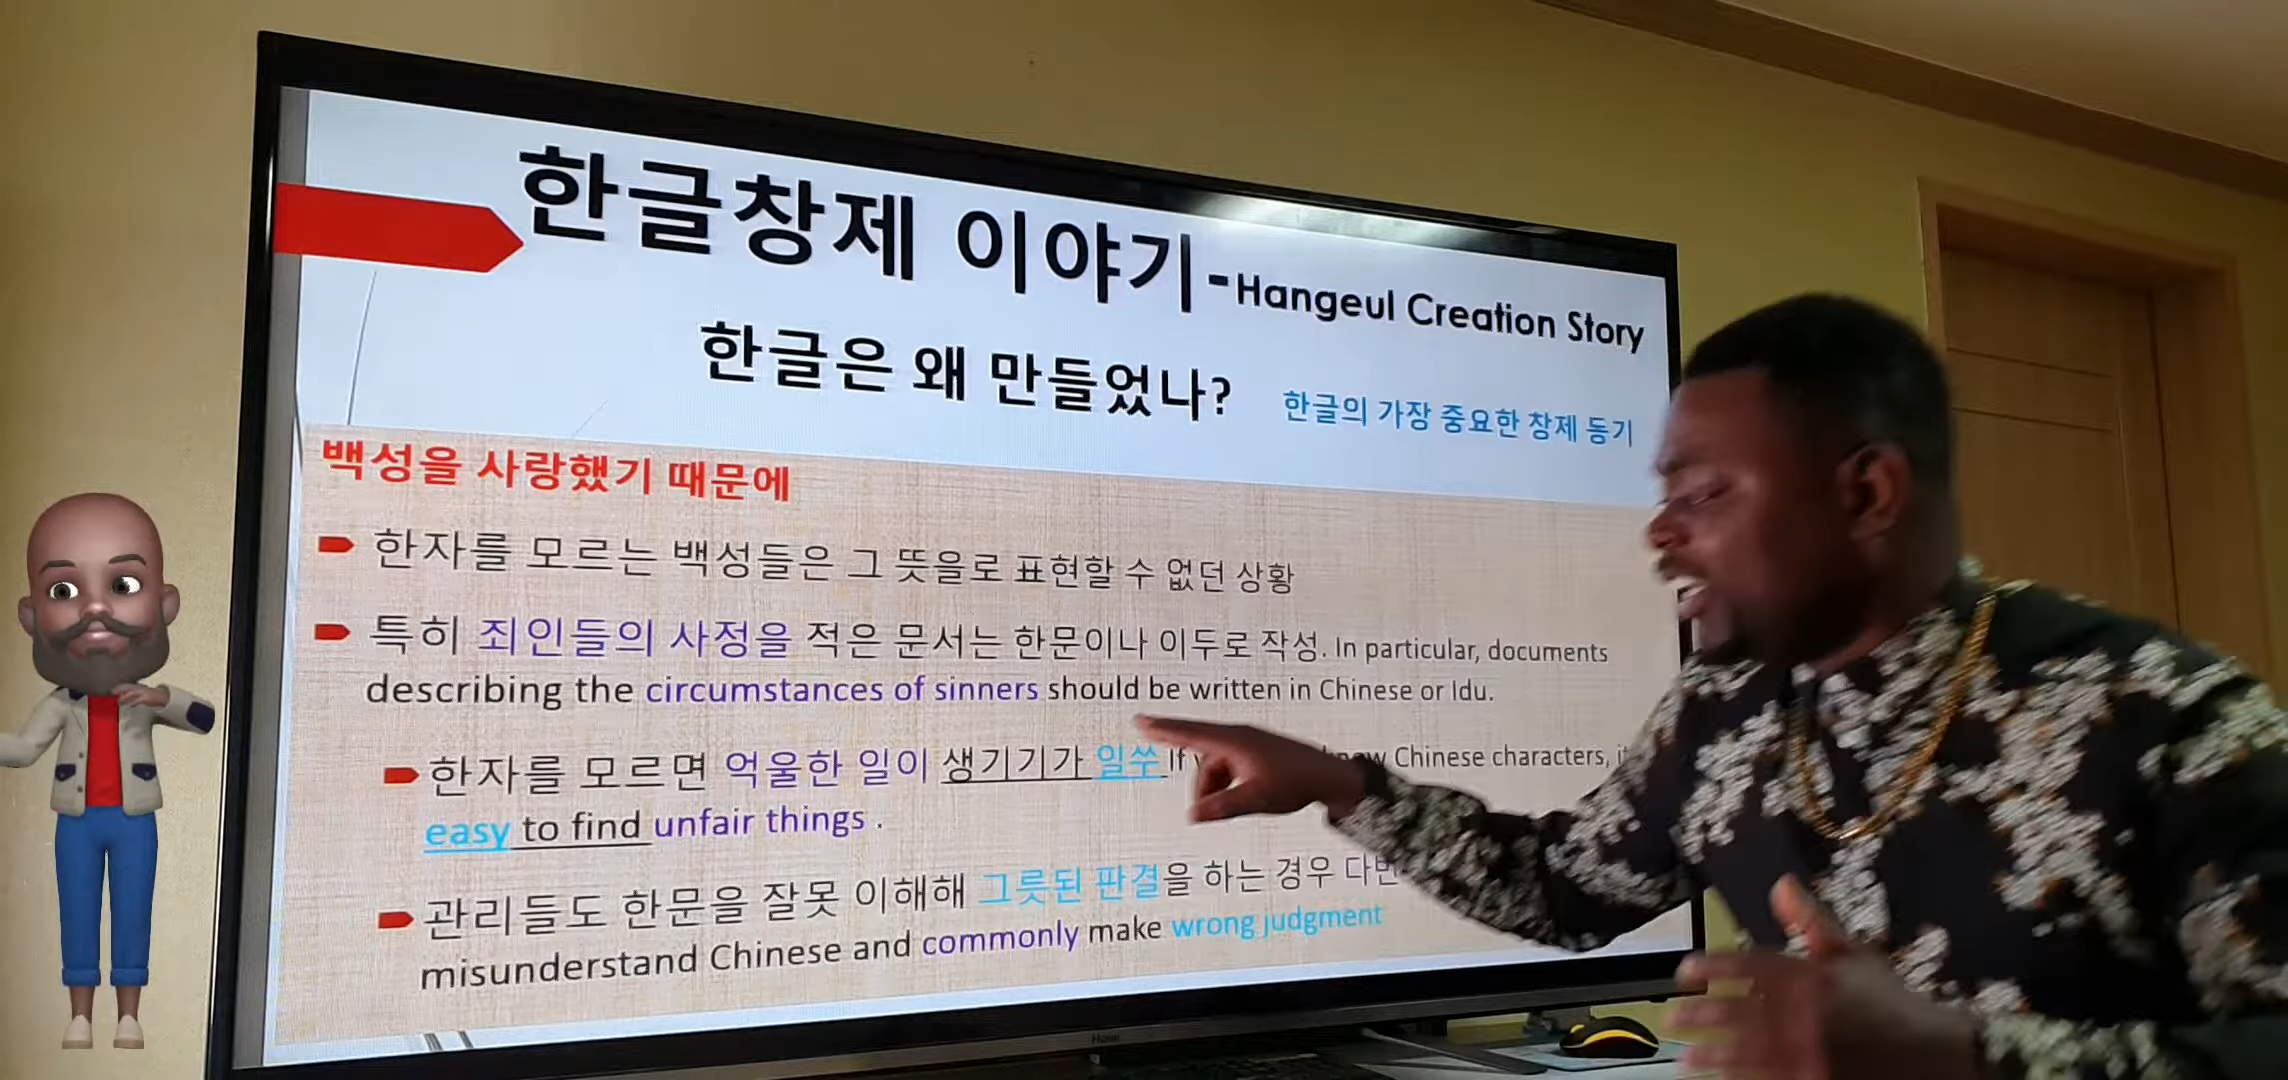 한글창제 이야기-Hangeul Creation Story
한글은 왜 만들었나? 한글의 가장 중요한 창제 동기
백성을 사랑했기 때문에
한자를 모르는 백성들은 그 뜻을로 표현할 수 없던 상황
특히 죄인들의 사정을 적은 문서는 한문이나 이두로 작성. In particular, documents
describing the circumstances of sinners should be written in Chinese or Idu.
한자를 모르면 억울한 일이 생기기가 일쑤 If Chinese characters,
easy to find unfair things .
관리들도 한문을 잘못 이해해 그릇된 판결을 하는 경우
misunderstand Chinese and commonly make wrong judgment
Haier